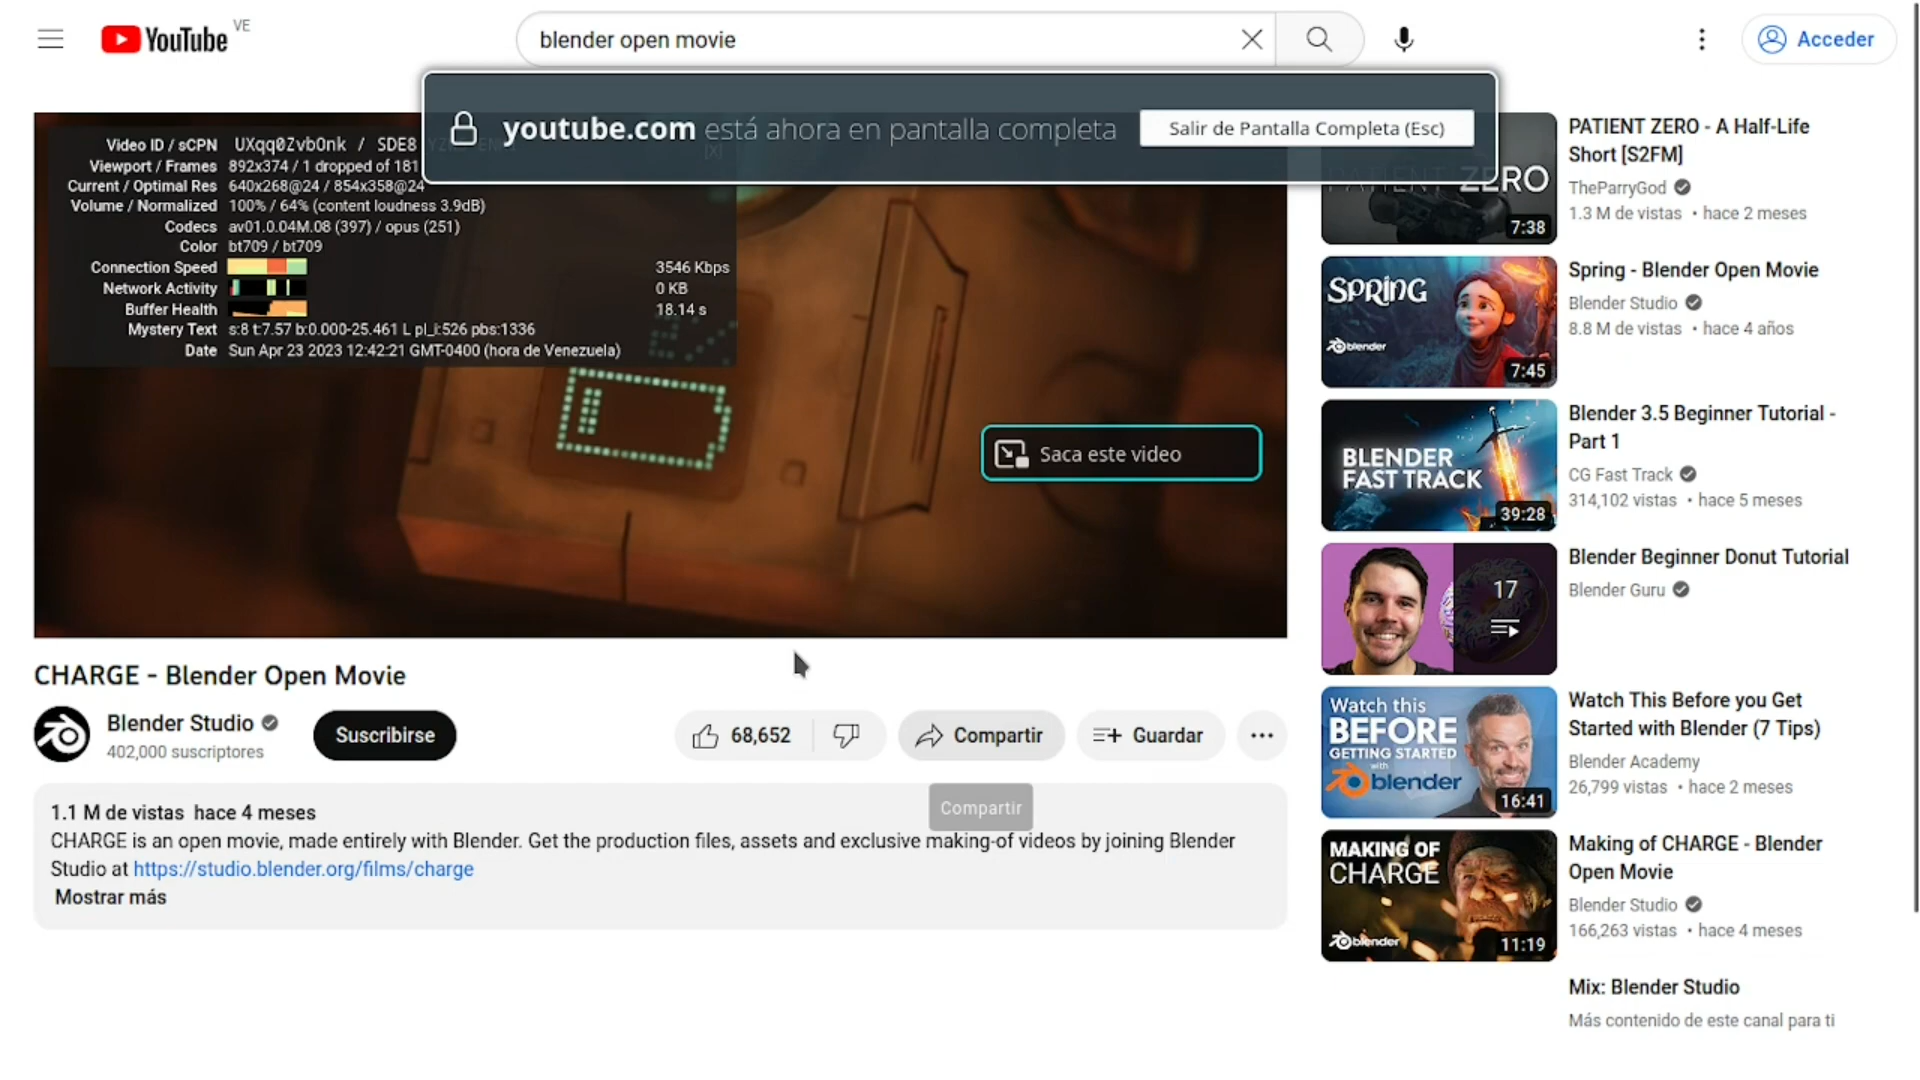 YouTube VE
blender open movie
Acceder
youtube.com está ahora en pantalla completa
Salir de Pantalla Completa (Esc)
[X]
Video ID / sCPN UXqq0ZvbOnk / SDE8
Viewport / Frames 892x374 / 1 dropped of 181
Current / Optimal Res 640x268@24 / 854x358@24
Volume / Normalized 100% / 64% (content loudness 3.9dB)
Codecs av01.0.04M.08 (397) / opus (251)
Color bt709 / bt709
Connection Speed 3546 Kbps
Network Activity 0 KB
Buffer Health 18.14 s
Mystery Text s:8 t:7.57 b:0.000-25.461 L pl_i:526 pbs:1336
Date Sun Apr 23 2023 12:42:21 GMT-0400 (hora de Venezuela)
Saca este video
CHARGE - Blender Open Movie
Blender Studio
402,000 suscriptores
Suscribirse
68,652
Compartir
Guardar
Compartir
1.1 M de vistas hace 4 meses
CHARGE is an open movie, made entirely with Blender. Get the production files, assets and exclusive making-of videos by joining Blender
Studio at https://studio.blender.org/films/charge
Mostrar más
PATIENT ZERO
7:38
PATIENT ZERO - A Half-Life
Short [S2FM]
TheParryGod
1.3 M de vistas • hace 2 meses
SPRING
blender
7:45
Spring - Blender Open Movie
Blender Studio
8.8 M de vistas • hace 4 años
BLENDER
FAST TRACK
39:28
Blender 3.5 Beginner Tutorial -
Part 1
CG Fast Track
314,102 vistas • hace 5 meses
17
Blender Beginner Donut Tutorial
Blender Guru
Watch this
BEFORE
GETTING STARTED
with
blender
16:41
Watch This Before you Get
Started with Blender (7 Tips)
Blender Academy
26,799 vistas • hace 2 meses
MAKING OF
CHARGE
blender
11:19
Making of CHARGE - Blender
Open Movie
Blender Studio
166,263 vistas • hace 4 meses
Mix: Blender Studio
Más contenido de este canal para ti